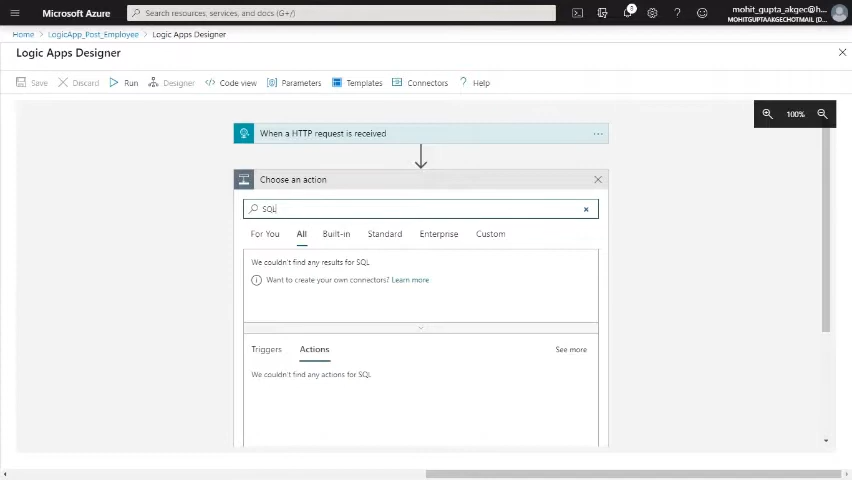 Microsoft Azure
Search resources, services, and docs (G+/)
8
mohit_gupta_akgec@h...
MOHITGUPTAAKGECHOTMAIL (D...
Home > LogicApp_Post_Employee > Logic Apps Designer
Logic Apps Designer
Save Discard Run Designer Code view Parameters Templates Connectors Help
100%
When a HTTP request is received
Choose an action
SQL
For You All Built-in Standard Enterprise Custom
We couldn't find any results for SQL
Want to create your own connectors? Learn more
Triggers Actions See more
We couldn't find any actions for SQL